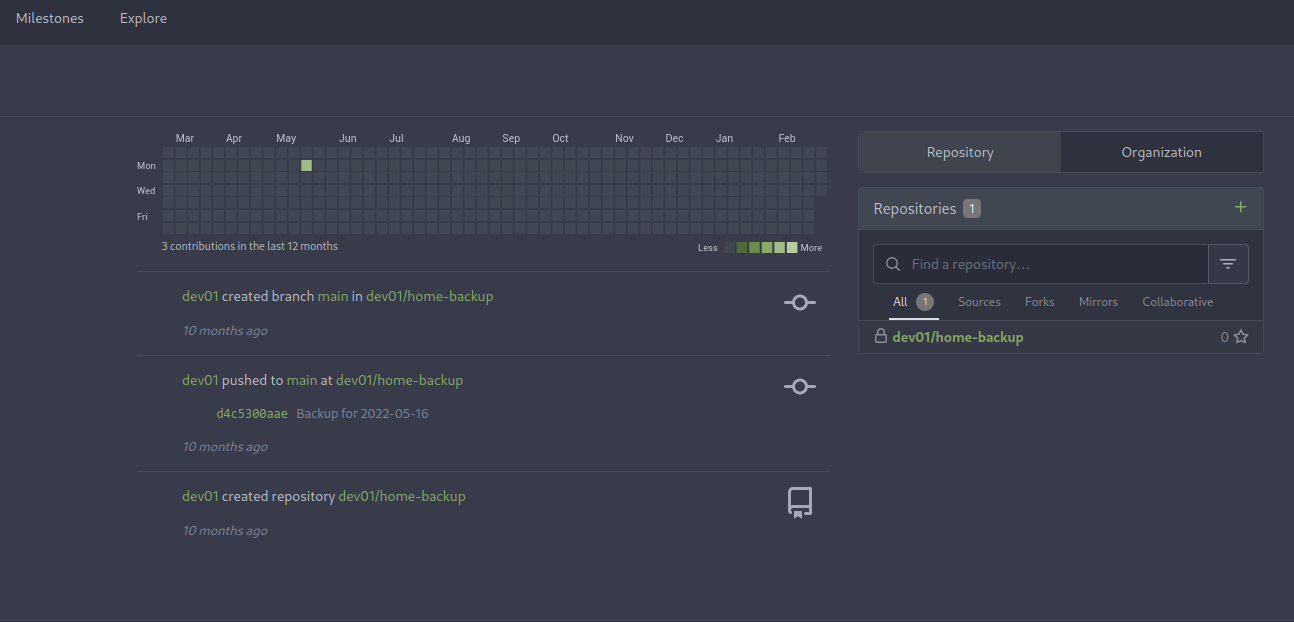 Milestones Explore
Mar Apr May Jun Jul Aug Sep Oct Nov Dec Jan Feb
Mon
Wed
Fri
3 contributions in the last 12 months
Less More
dev01 created branch main in dev01/home-backup
10 months ago
dev01 pushed to main at dev01/home-backup
d4c5300aae Backup for 2022-05-16
10 months ago
dev01 created repository dev01/home-backup
10 months ago
Repository Organization
Repositories 1
Find a repository...
All 1 Sources Forks Mirrors Collaborative
dev01/home-backup 0